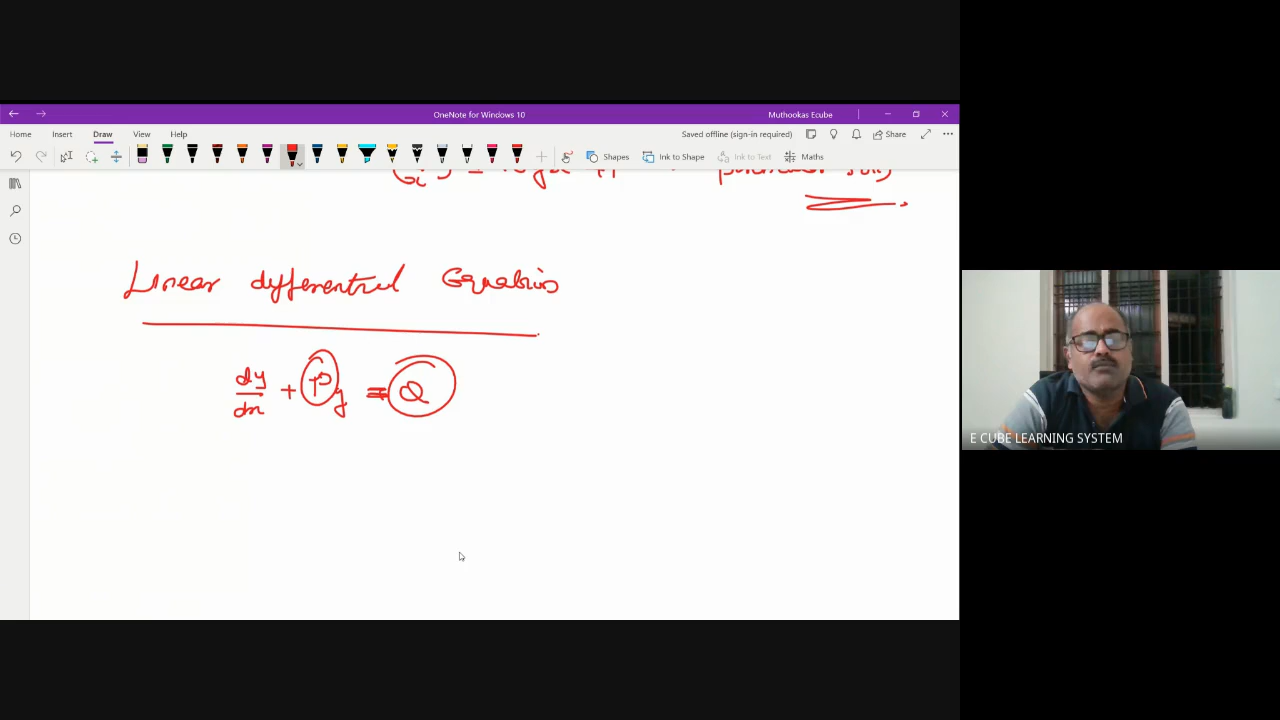 OneNote for Windows 10
Muthookas Ecube
Home Insert Draw View Help
Saved offline (sign-in required) Share
Shapes Ink to Shape Ink to Text Maths
Linear differential Equations
dy/dx + Py = Q
E CUBE LEARNING SYSTEM